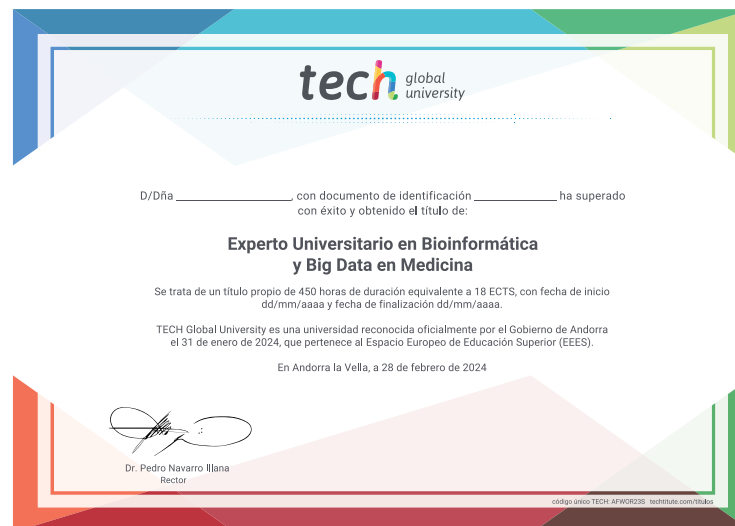 tech global university
D/Dña ____________________, con documento de identificación ______________ ha superado
con éxito y obtenido el título de:
Experto Universitario en Bioinformática
y Big Data en Medicina
Se trata de un título propio de 450 horas de duración equivalente a 18 ECTS, con fecha de inicio
dd/mm/aaaa y fecha de finalización dd/mm/aaaa.
TECH Global University es una universidad reconocida oficialmente por el Gobierno de Andorra
el 31 de enero de 2024, que pertenece al Espacio Europeo de Educación Superior (EEES).
En Andorra la Vella, a 28 de febrero de 2024
Dr. Pedro Navarro Illana
Rector
código único TECH: AFWOR23S techtitute.com/titulos